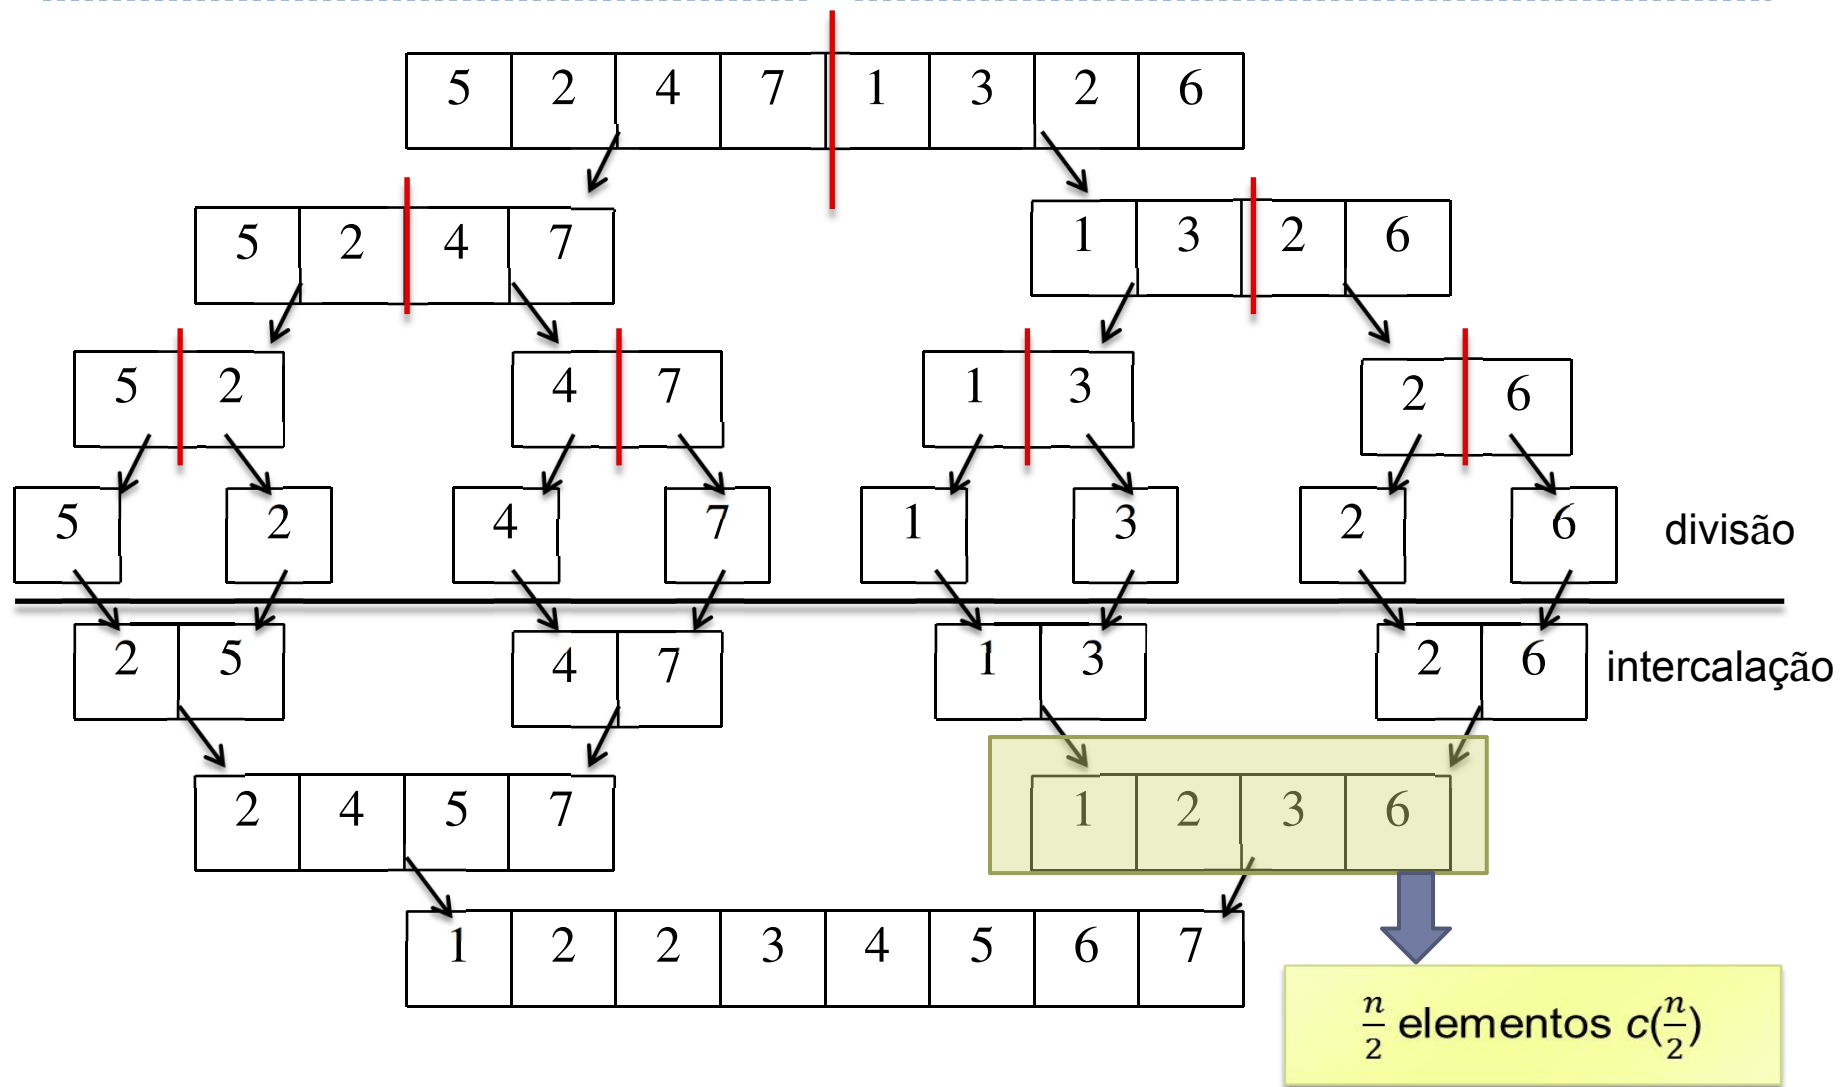 5 2 4 7 1 3 2 6
5 2 4 7 1 3 2 6
5 2 4 7 1 3 2 6
5 2 4 7 1 3 2 6
divisão
2 5 4 7 1 3 2 6
intercalação
2 4 5 7 1 2 3 6
1 2 2 3 4 5 6 7
n/2 elementos c(n/2)